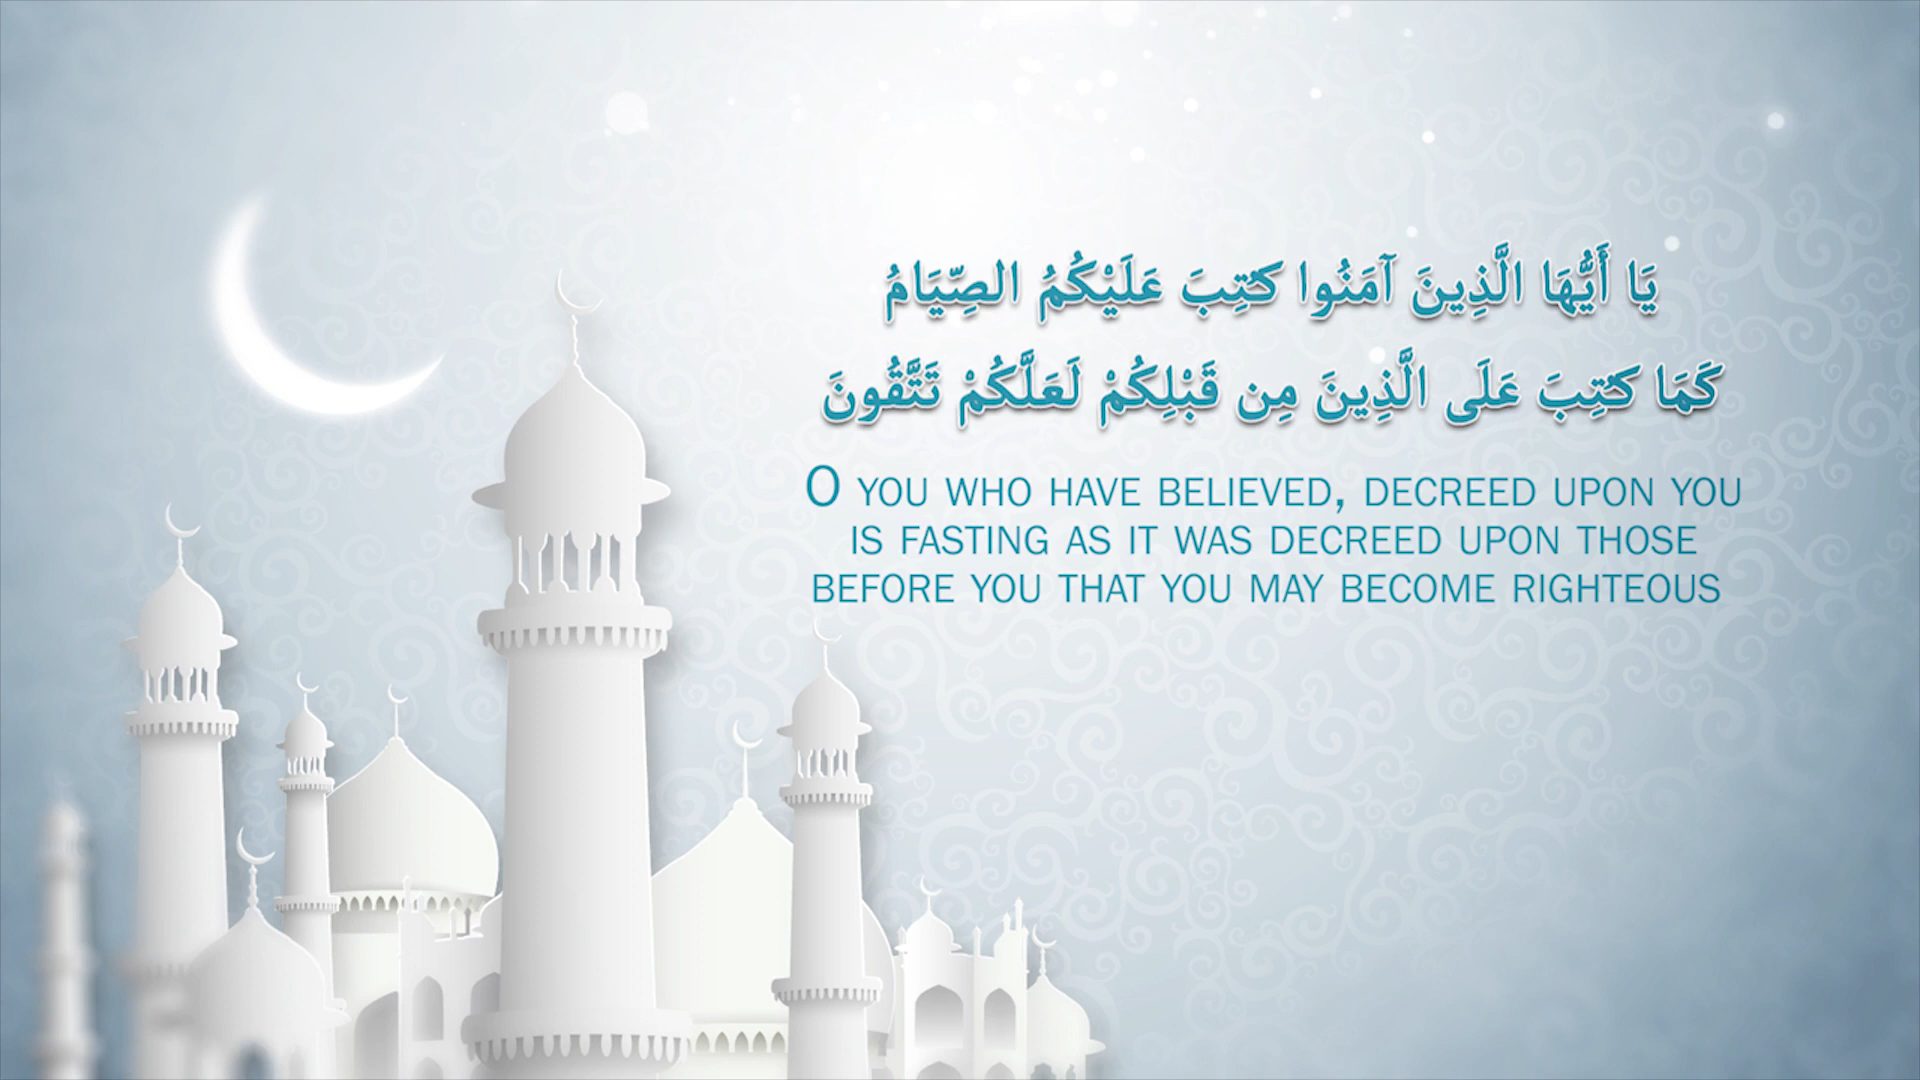 يَا أَيُّهَا الَّذِينَ آمَنُوا كُتِبَ عَلَيْكُمُ الصِّيَامُ
كَمَا كُتِبَ عَلَى الَّذِينَ مِن قَبْلِكُمْ لَعَلَّكُمْ تَتَّقُونَ
O YOU WHO HAVE BELIEVED, DECREED UPON YOU
IS FASTING AS IT WAS DECREED UPON THOSE
BEFORE YOU THAT YOU MAY BECOME RIGHTEOUS